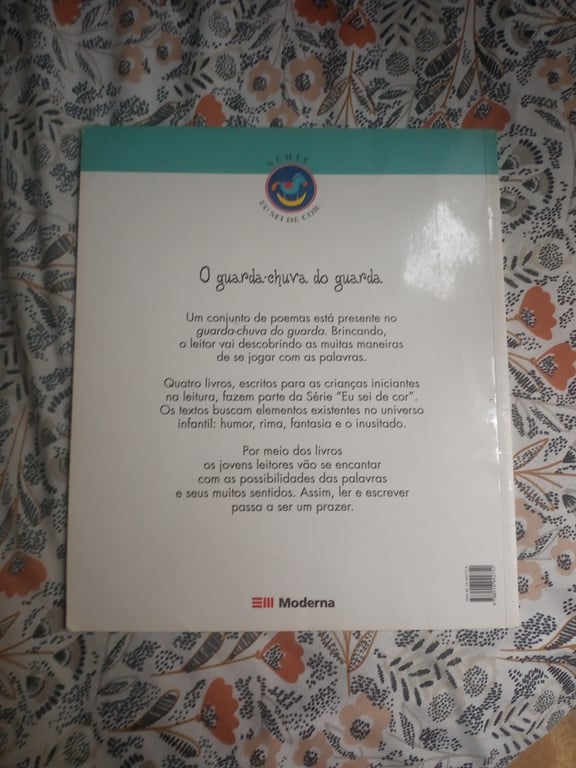 SÉRIE
EU SEI DE COR
O guarda-chuva do guarda
Um conjunto de poemas está presente no
guarda-chuva do guarda. Brincando,
o leitor vai descobrindo as muitas maneiras
de se jogar com as palavras.
Quatro livros, escritos para as crianças iniciantes
na leitura, fazem parte da Série “Eu sei de cor”.
Os textos buscam elementos existentes no universo
infantil: humor, rima, fantasia e o inusitado.
Por meio dos livros
os jovens leitores vão se encantar
com as possibilidades das palavras
e seus muitos sentidos. Assim, ler e escrever
passa a ser um prazer.
Moderna